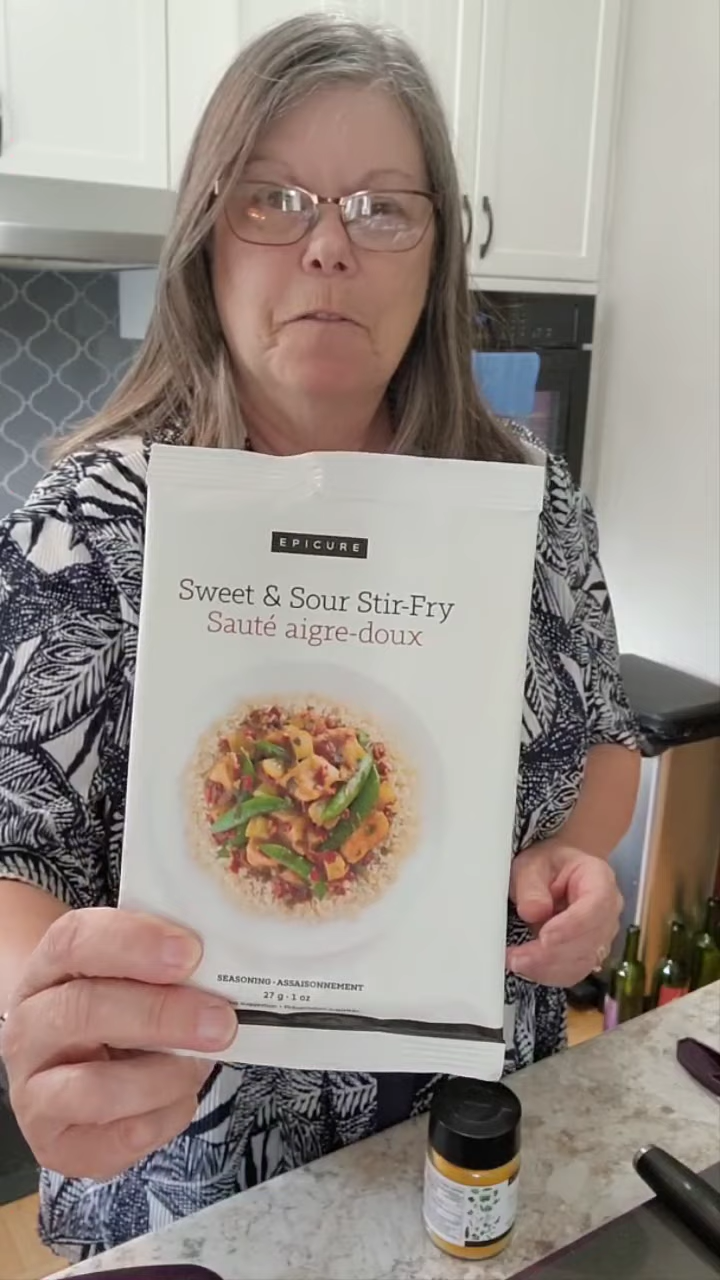 EPICURE
Sweet & Sour Stir-Fry
Sauté aigre-doux
SEASONING • ASSAISONNEMENT
27 g • 1 oz